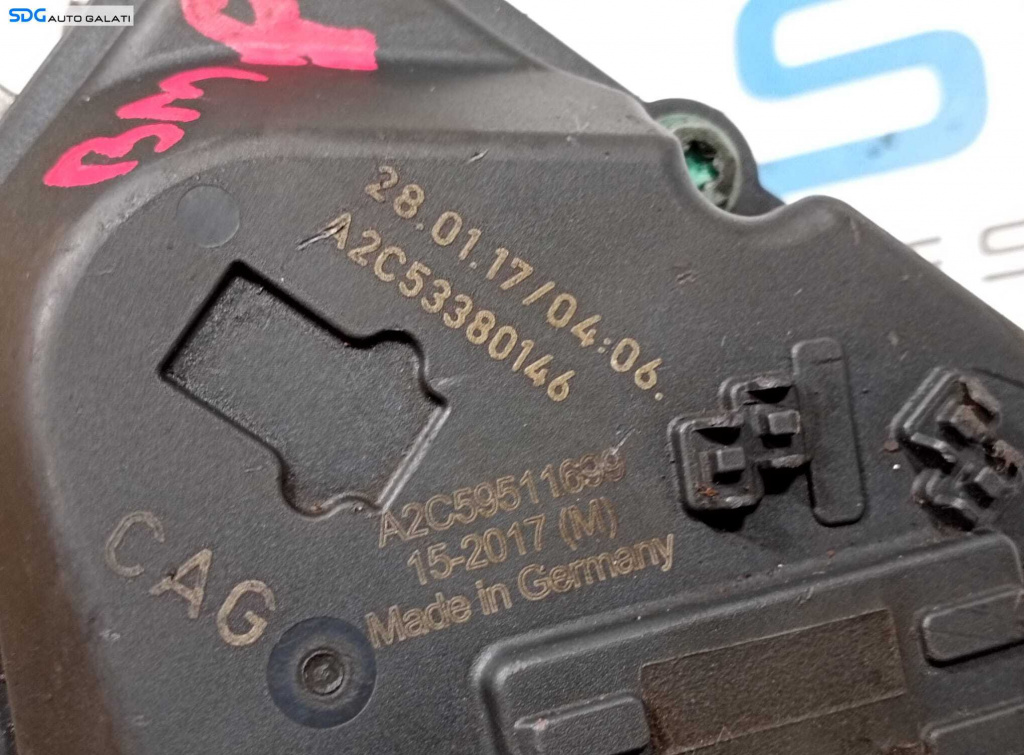 SDG AUTO GALATI
28.01.17/04:06.
A2C53380146
A2C59511699
15-2017 (M)
Made in Germany
CAG